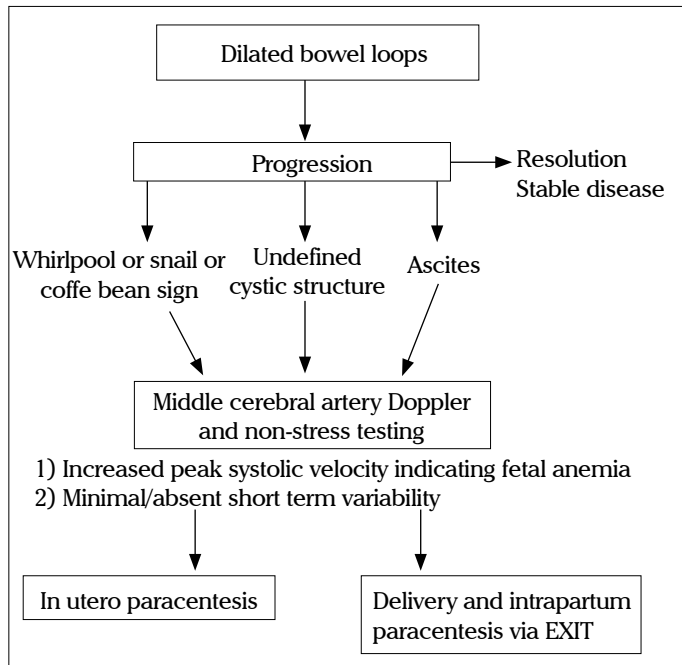 Dilated bowel loops
Progression
Resolution
Stable disease
Whirlpool or snail or
coffe bean sign
Undefined
cystic structure
Ascites
Middle cerebral artery Doppler
and non-stress testing
1) Increased peak systolic velocity indicating fetal anemia
2) Minimal/absent short term variability
In utero paracentesis
Delivery and intrapartum
paracentesis via EXIT